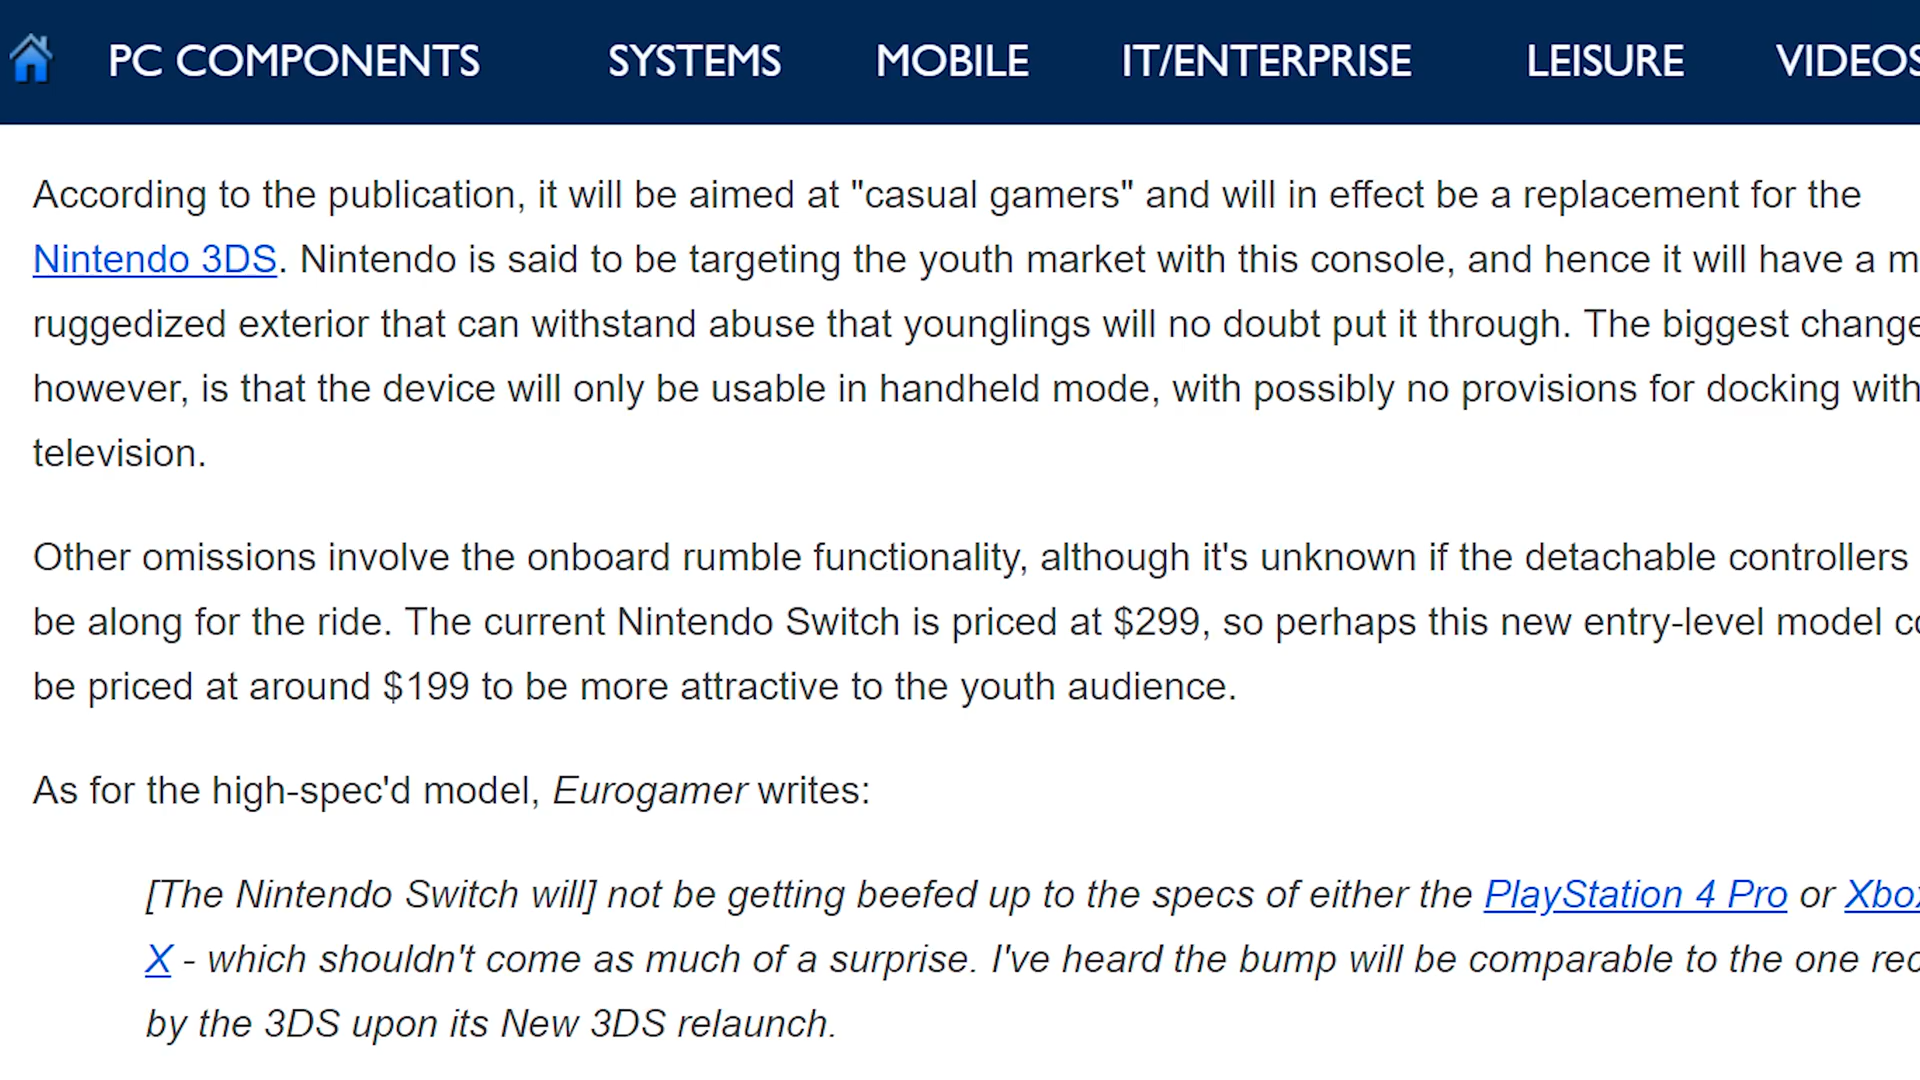 PC COMPONENTS SYSTEMS MOBILE IT/ENTERPRISE LEISURE VIDEOS
According to the publication, it will be aimed at "casual gamers" and will in effect be a replacement for the
Nintendo 3DS. Nintendo is said to be targeting the youth market with this console, and hence it will have a
ruggedized exterior that can withstand abuse that younglings will no doubt put it through. The biggest change
however, is that the device will only be usable in handheld mode, with possibly no provisions for docking with
television.
Other omissions involve the onboard rumble functionality, although it's unknown if the detachable controllers
be along for the ride. The current Nintendo Switch is priced at $299, so perhaps this new entry-level model
be priced at around $199 to be more attractive to the youth audience.
As for the high-spec'd model, Eurogamer writes:
[The Nintendo Switch will] not be getting beefed up to the specs of either the PlayStation 4 Pro or Xbox
X - which shouldn't come as much of a surprise. I've heard the bump will be comparable to the one
by the 3DS upon its New 3DS relaunch.